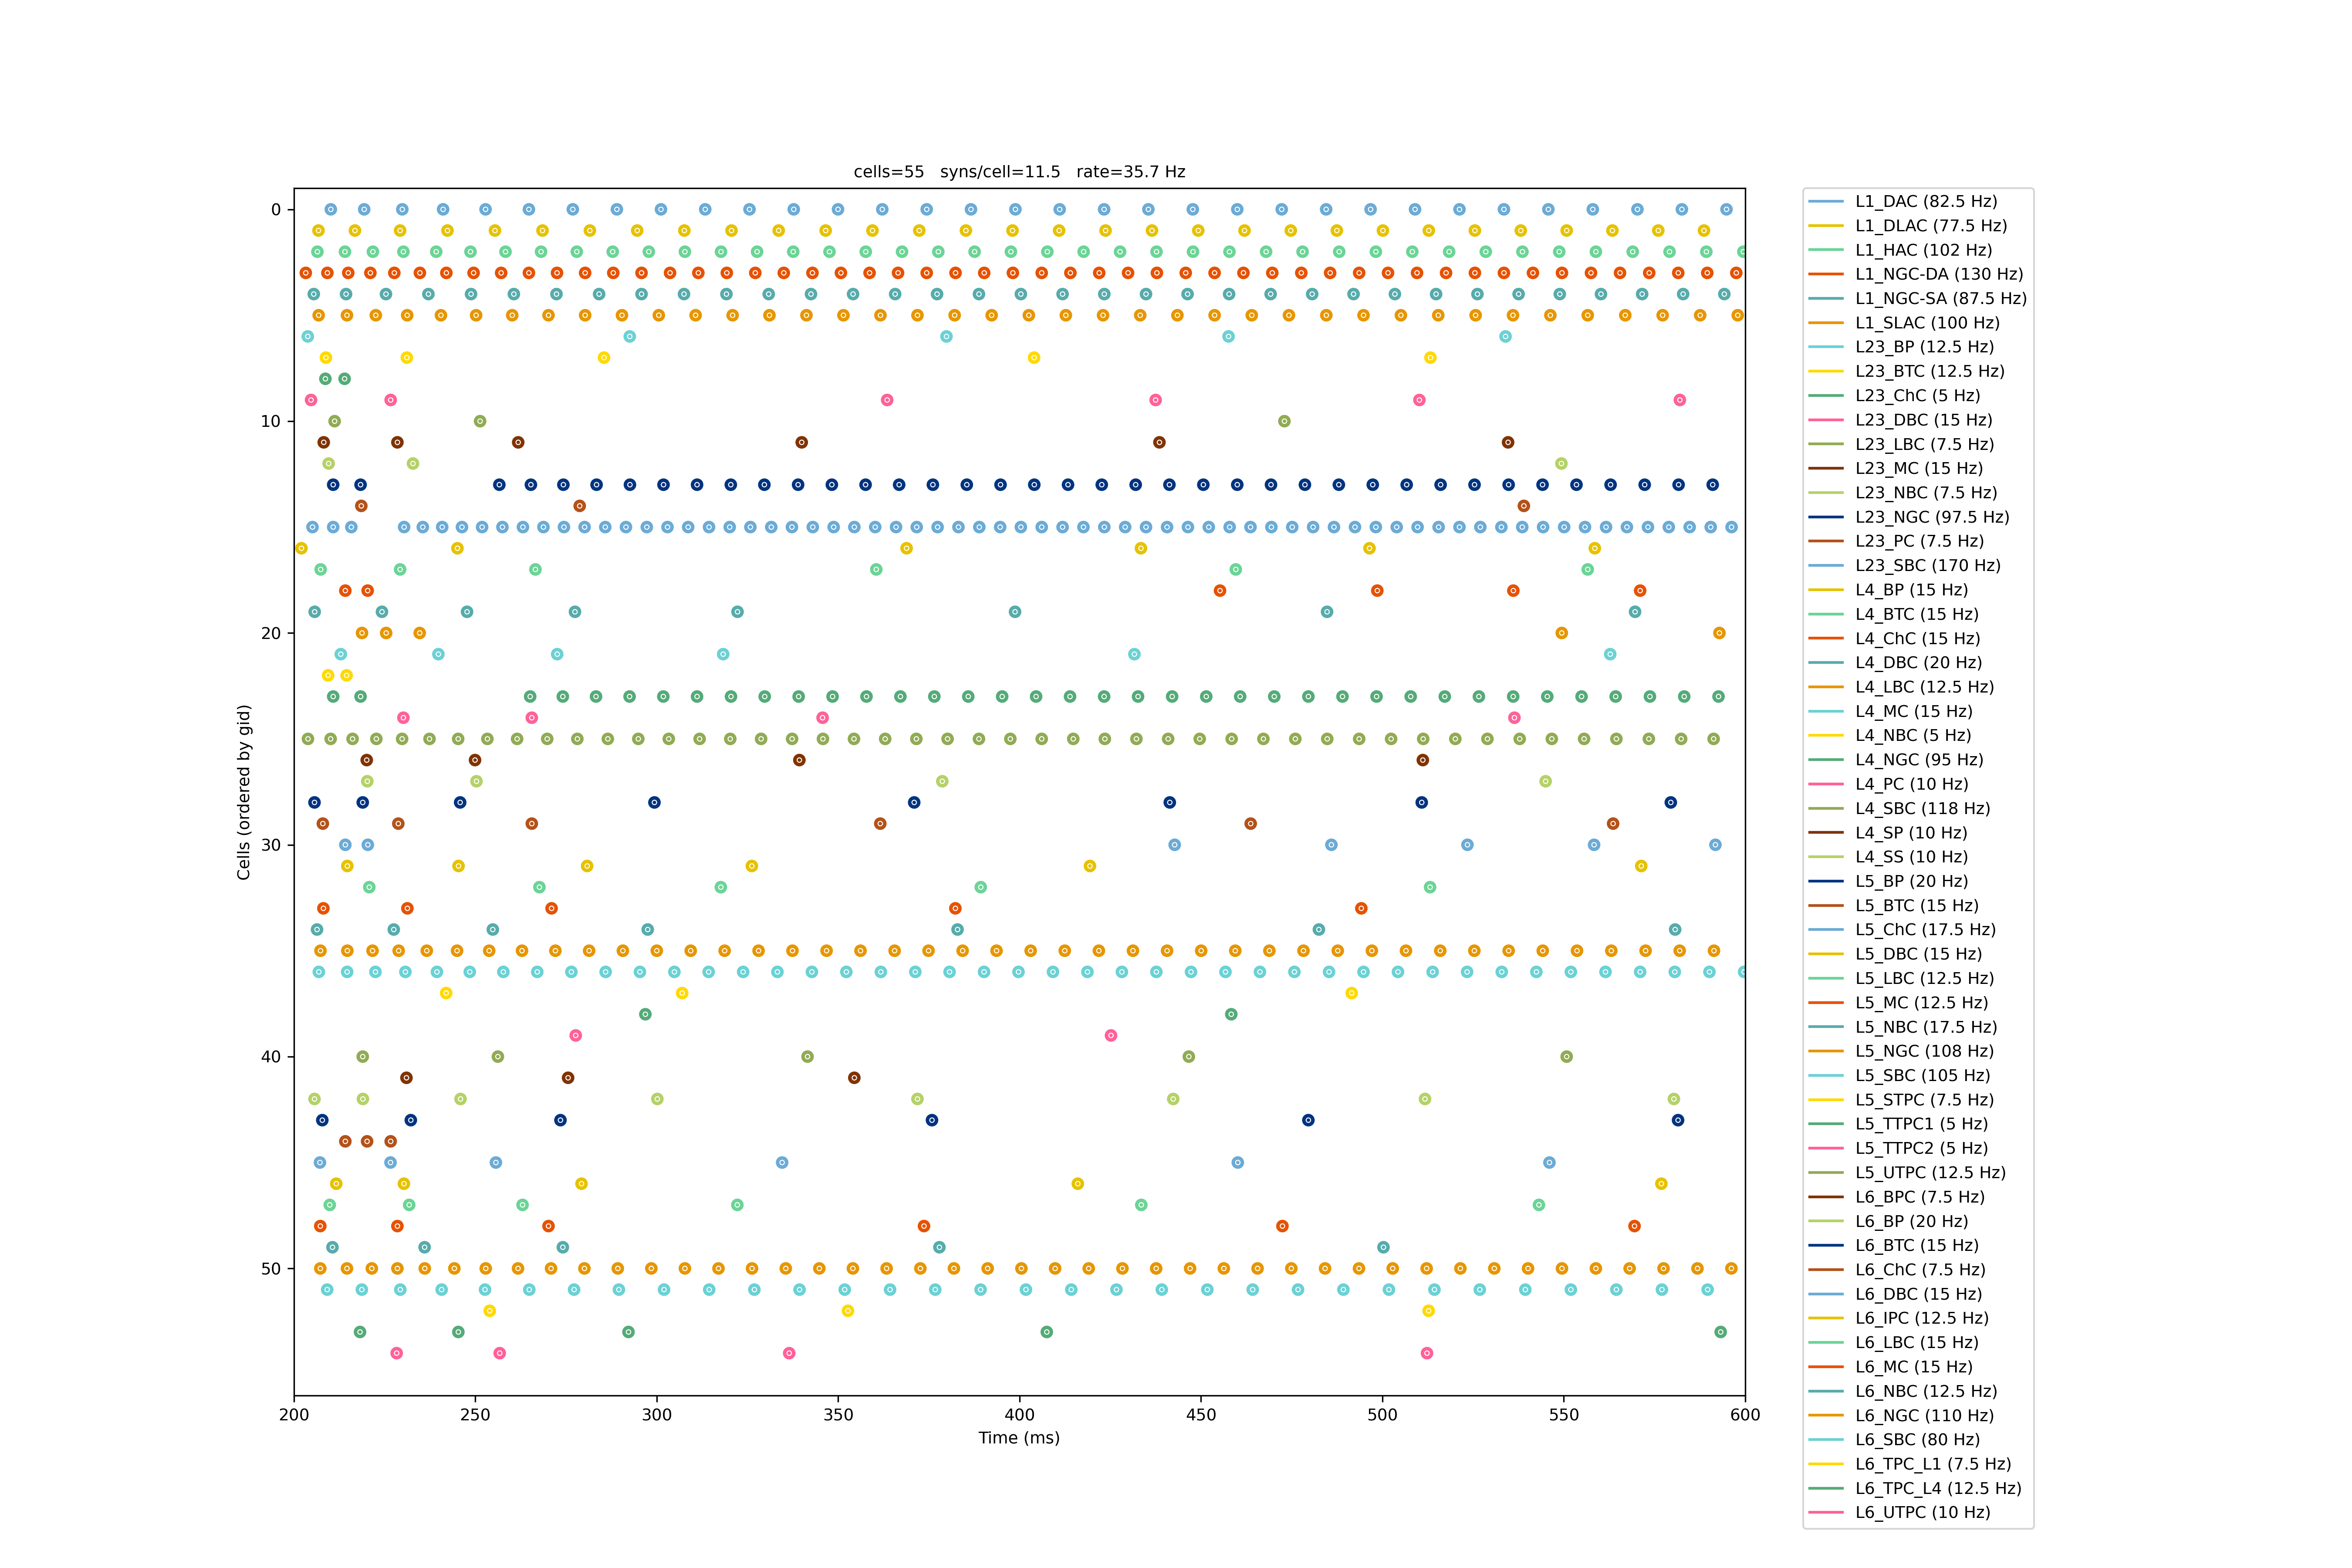 cells=55   syns/cell=11.5   rate=35.7 Hz
0
10
20
30
40
50
Cells (ordered by gid)
200 250 300 350 400 450 500 550 600
Time (ms)
L1_DAC (82.5 Hz)
L1_DLAC (77.5 Hz)
L1_HAC (102 Hz)
L1_NGC-DA (130 Hz)
L1_NGC-SA (87.5 Hz)
L1_SLAC (100 Hz)
L23_BP (12.5 Hz)
L23_BTC (12.5 Hz)
L23_ChC (5 Hz)
L23_DBC (15 Hz)
L23_LBC (7.5 Hz)
L23_MC (15 Hz)
L23_NBC (7.5 Hz)
L23_NGC (97.5 Hz)
L23_PC (7.5 Hz)
L23_SBC (170 Hz)
L4_BP (15 Hz)
L4_BTC (15 Hz)
L4_ChC (15 Hz)
L4_DBC (20 Hz)
L4_LBC (12.5 Hz)
L4_MC (15 Hz)
L4_NBC (5 Hz)
L4_NGC (95 Hz)
L4_PC (10 Hz)
L4_SBC (118 Hz)
L4_SP (10 Hz)
L4_SS (10 Hz)
L5_BP (20 Hz)
L5_BTC (15 Hz)
L5_ChC (17.5 Hz)
L5_DBC (15 Hz)
L5_LBC (12.5 Hz)
L5_MC (12.5 Hz)
L5_NBC (17.5 Hz)
L5_NGC (108 Hz)
L5_SBC (105 Hz)
L5_STPC (7.5 Hz)
L5_TTPC1 (5 Hz)
L5_TTPC2 (5 Hz)
L5_UTPC (12.5 Hz)
L6_BPC (7.5 Hz)
L6_BP (20 Hz)
L6_BTC (15 Hz)
L6_ChC (7.5 Hz)
L6_DBC (15 Hz)
L6_IPC (12.5 Hz)
L6_LBC (15 Hz)
L6_MC (15 Hz)
L6_NBC (12.5 Hz)
L6_NGC (110 Hz)
L6_SBC (80 Hz)
L6_TPC_L1 (7.5 Hz)
L6_TPC_L4 (12.5 Hz)
L6_UTPC (10 Hz)